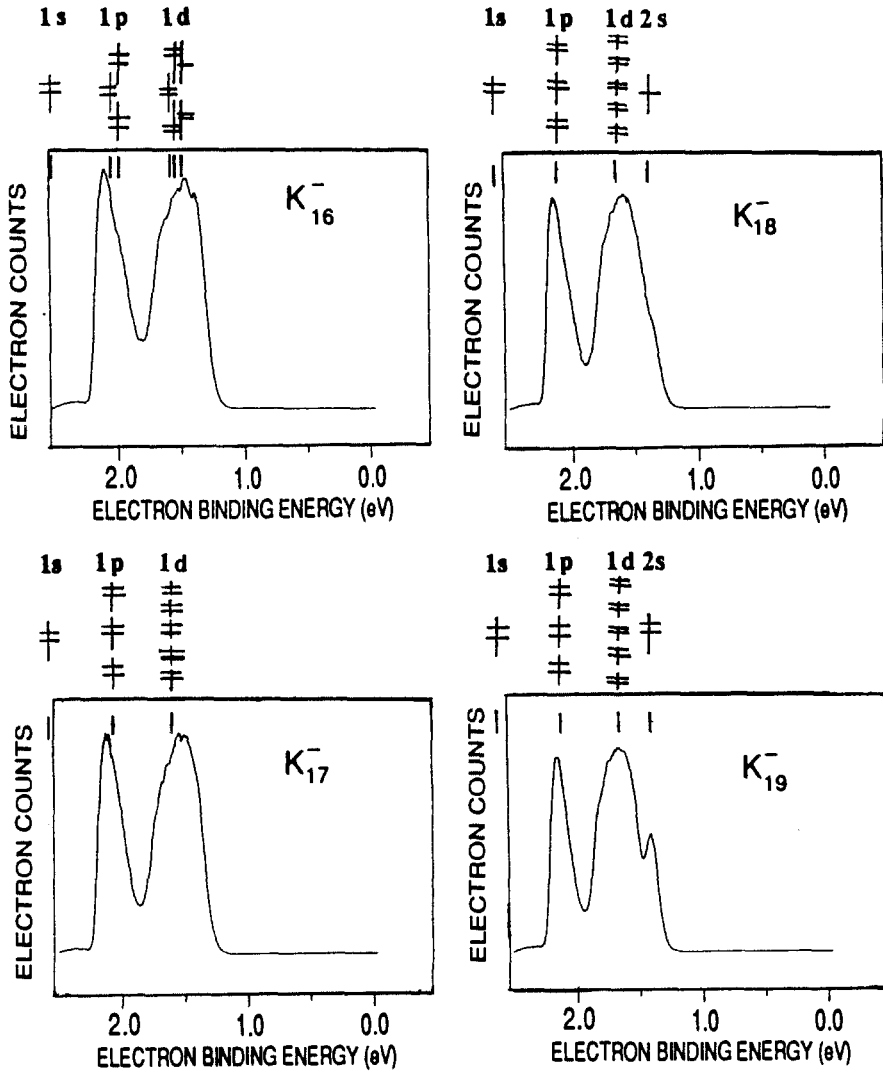 1s 1p 1d
K₁₆⁻
ELECTRON COUNTS
2.0 1.0 0.0
ELECTRON BINDING ENERGY (eV)
1s 1p 1d 2s
K₁₈⁻
ELECTRON COUNTS
2.0 1.0 0.0
ELECTRON BINDING ENERGY (eV)
1s 1p 1d
K₁₇⁻
ELECTRON COUNTS
2.0 1.0 0.0
ELECTRON BINDING ENERGY (eV)
1s 1p 1d 2s
K₁₉⁻
ELECTRON COUNTS
2.0 1.0 0.0
ELECTRON BINDING ENERGY (eV)